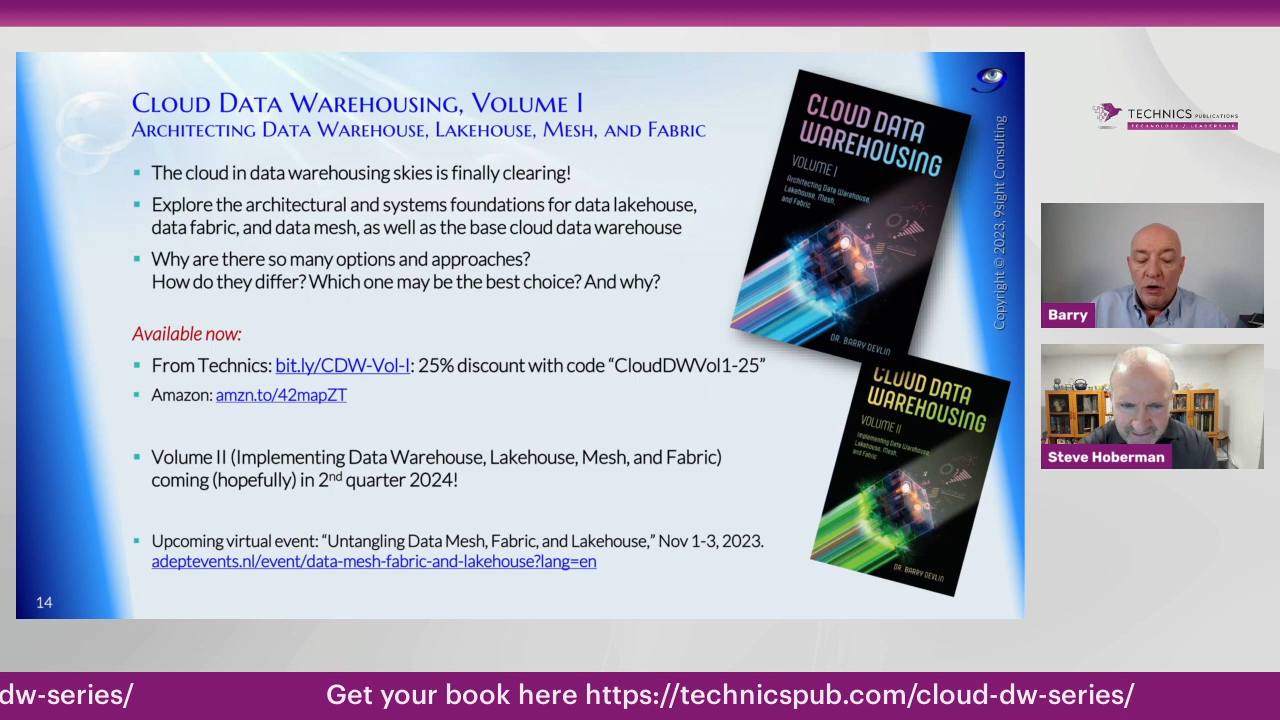 Cloud Data Warehousing, Volume I
Architecting Data Warehouse, Lakehouse, Mesh, and Fabric
▪ The cloud in data warehousing skies is finally clearing!
▪ Explore the architectural and systems foundations for data lakehouse,
data fabric, and data mesh, as well as the base cloud data warehouse
▪ Why are there so many options and approaches?
How do they differ? Which one may be the best choice? And why?
Available now:
▪ From Technics: bit.ly/CDW-Vol-I: 25% discount with code “CloudDWVol1-25”
▪ Amazon: amzn.to/42mapZT
▪ Volume II (Implementing Data Warehouse, Lakehouse, Mesh, and Fabric)
coming (hopefully) in 2nd quarter 2024!
▪ Upcoming virtual event: “Untangling Data Mesh, Fabric, and Lakehouse,” Nov 1-3, 2023.
adeptevents.nl/event/data-mesh-fabric-and-lakehouse?lang=en
14
CLOUD DATA
WAREHOUSING
VOLUME I
Architecting Data Warehouse,
Lakehouse, Mesh,
and Fabric
DR. BARRY DEVLIN
CLOUD DATA
WAREHOUSING
VOLUME II
Implementing Data Warehouse,
Lakehouse, Mesh,
and Fabric
DR. BARRY DEVLIN
Copyright © 2023, 9sight Consulting
TECHNICS PUBLICATIONS
TECHNOLOGY / LEADERSHIP
Barry
Steve Hoberman
dw-series/ Get your book here https://technicspub.com/cloud-dw-series/